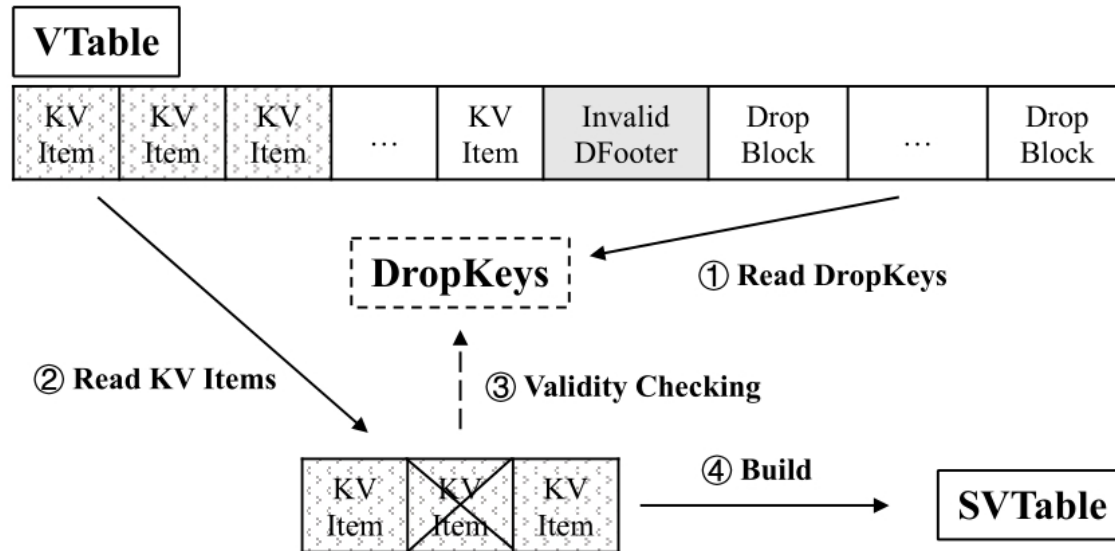 VTable
KV Item
KV Item
KV Item
...
KV Item
Invalid DFooter
Drop Block
...
Drop Block
DropKeys
① Read DropKeys
② Read KV Items
③ Validity Checking
KV Item
KV Item
KV Item
④ Build
SVTable